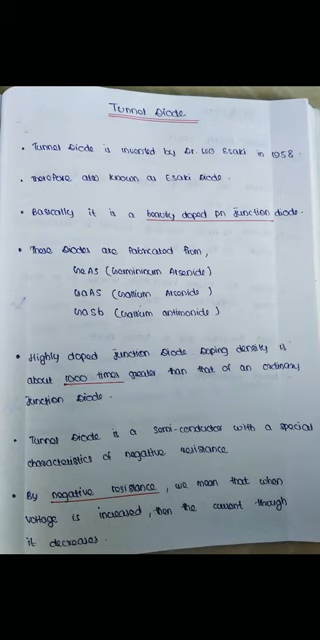 Tunnel Diode
• Tunnel Diode is invented by Dr. Leo Esaki in 1958.
• Therefore also known as Esaki Diode.
• Basically it is a heavily doped pn junction diode.
• These Diodes are fabricated from,
GeAS (Germinium Arsenide)
GaAS (Gallium Arsenide)
GaSb (Gallium antimonide)
• Highly doped junction Diode. Doping density is
about 1000 times greater than that of an ordinary
junction Diode.
• Tunnel Diode is a semi-conductor with a special
characteristics of negative resistance
• By negative resistance, we mean that when
voltage is increased, then the current though
it decreases.